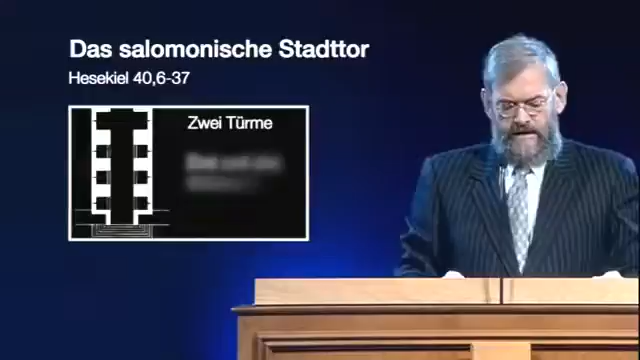 Das salomonische Stadttor
Hesekiel 40,6-37
Zwei Türme